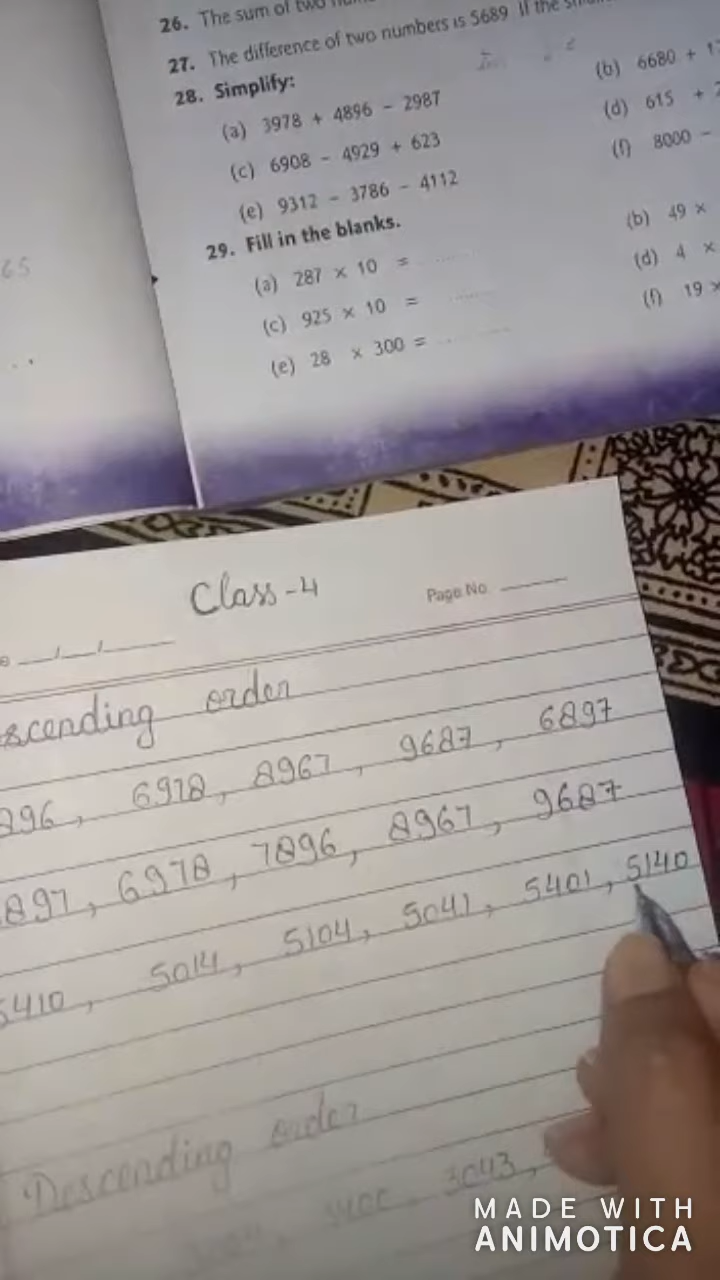 26. The sum of two
27. The difference of two numbers is 5689 If the
28. Simplify:
(a) 3978 + 4896 - 2987
(b) 6680 +
(c) 6908 - 4929 + 623
(d) 615 +
(e) 9312 - 3786 - 4112
(f) 8000 -
29. Fill in the blanks.
(a) 287 × 10 = ........
(b) 49 ×
(c) 925 × 10 = ........
(d) 4 ×
(e) 28 × 300 = ........
(f) 19 ×
65
Class-4
Page No. ______
scending order
896, 6978, 8967, 9687, 6897
897, 6978, 7896, 8967, 9687
5410, 5014, 5104, 5041, 5401, 5140
Descending order
3043,
MADE WITH
ANIMOTICA